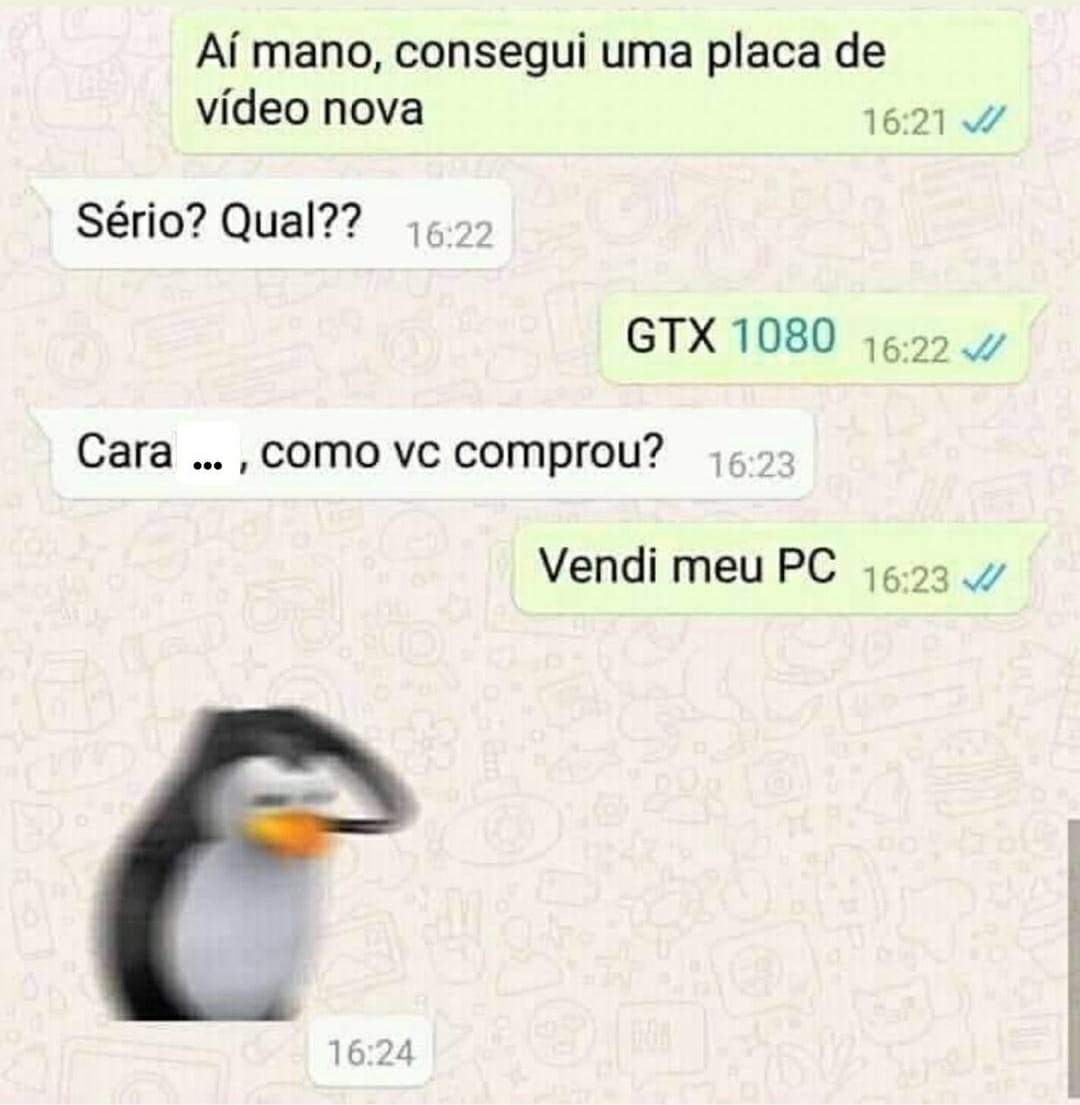 Aí mano, consegui uma placa de
vídeo nova
16:21
Sério? Qual?? 16:22
GTX 1080 16:22
Cara ... , como vc comprou? 16:23
Vendi meu PC 16:23
16:24